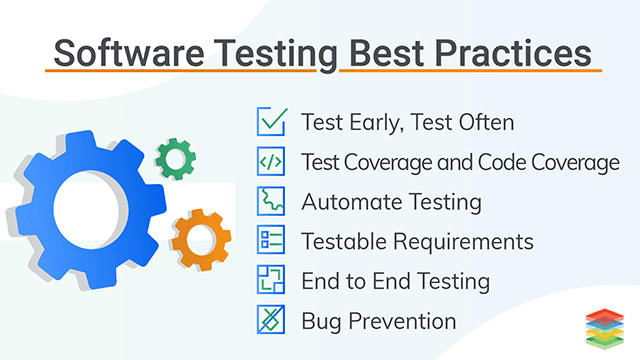 Software Testing Best Practices
Test Early, Test Often
Test Coverage and Code Coverage
Automate Testing
Testable Requirements
End to End Testing
Bug Prevention